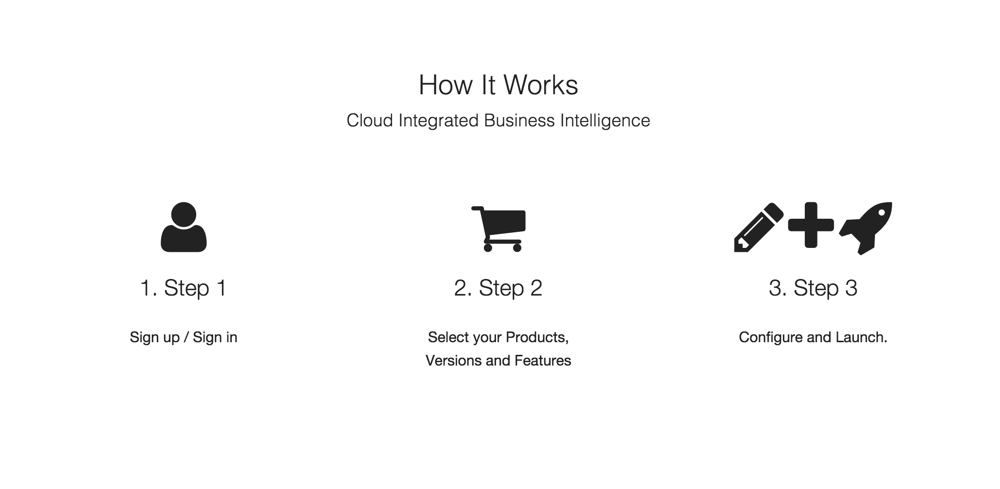 How It Works
Cloud Integrated Business Intelligence
1. Step 1
Sign up / Sign in
2. Step 2
Select your Products,
Versions and Features
3. Step 3
Configure and Launch.